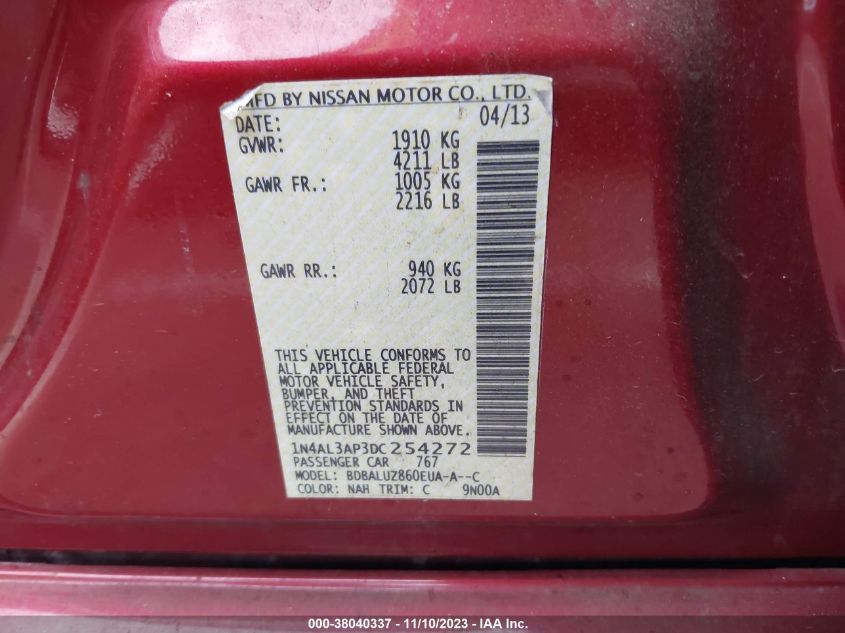 MFD BY NISSAN MOTOR CO., LTD.
DATE: 04/13
GVWR: 1910 KG
4211 LB
GAWR FR.: 1005 KG
2216 LB
GAWR RR.: 940 KG
2072 LB
THIS VEHICLE CONFORMS TO
ALL APPLICABLE FEDERAL
MOTOR VEHICLE SAFETY,
BUMPER, AND THEFT
PREVENTION STANDARDS IN
EFFECT ON THE DATE OF
MANUFACTURE SHOWN ABOVE.
1N4AL3AP3DC254272
PASSENGER CAR 767
MODEL: BDBALUZ860EUA-A--C
COLOR: NAH TRIM: C 9N00A
000-38040337 - 11/10/2023 - IAA Inc.